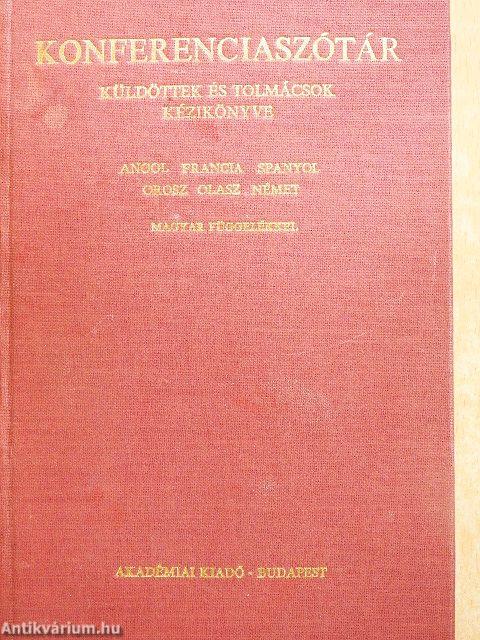 KONFERENCIASZÓTÁR
KÜLDÖTTEK ÉS TOLMÁCSOK
KÉZIKÖNYVE
ANGOL FRANCIA SPANYOL
OROSZ OLASZ NÉMET
MAGYAR FÜGGELÉKKEL
AKADÉMIAI KIADÓ - BUDAPEST
Antikvárium.hu